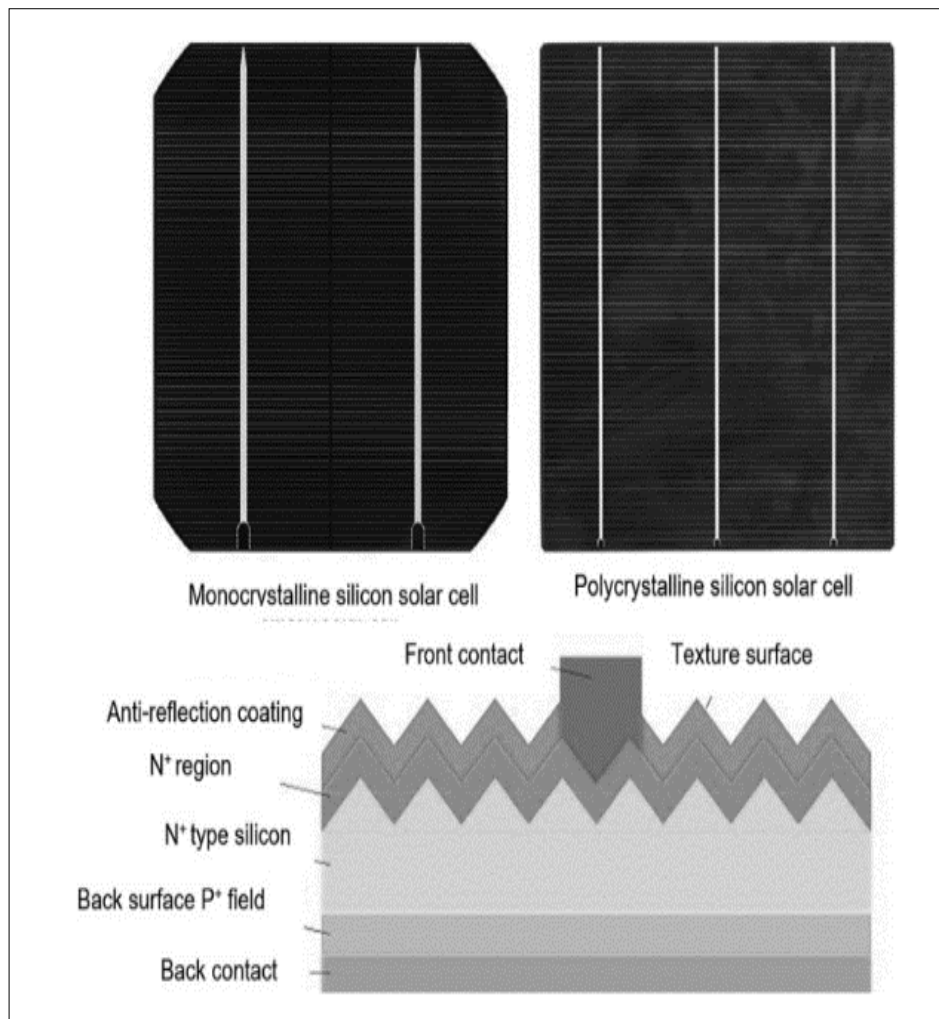 Monocrystalline silicon solar cell
Polycrystalline silicon solar cell
Front contact
Texture surface
Anti-reflection coating
N⁺ region
N⁺ type silicon
Back surface P⁺ field
Back contact